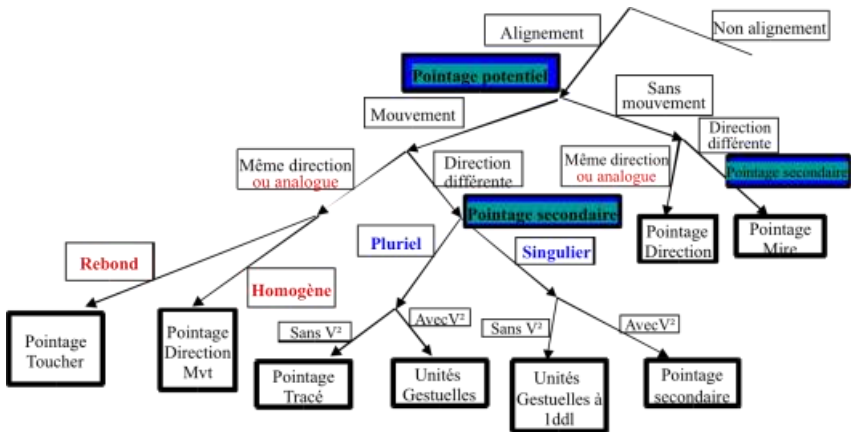 Non alignement
Alignement
Pointage potentiel
Sans
mouvement
Mouvement
Direction
différente
Même direction
ou analogue
Direction
différente
Même direction
ou analogue
Pointage secondaire
Pointage secondaire
Pluriel
Singulier
Pointage
Direction
Pointage
Mire
Rebond
Homogène
Sans V²
AvecV²
Sans V²
AvecV²
Pointage
Toucher
Pointage
Direction
Mvt
Pointage
Tracé
Unités
Gestuelles
Unités
Gestuelles à
1ddl
Pointage
secondaire